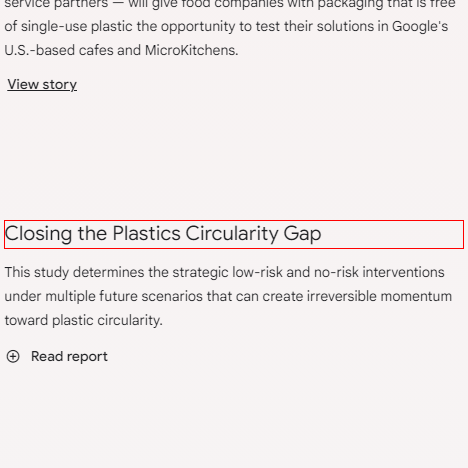 service partners — will give food companies with packaging that is free
of single-use plastic the opportunity to test their solutions in Google's
U.S.-based cafes and MicroKitchens.
View story
Closing the Plastics Circularity Gap
This study determines the strategic low-risk and no-risk interventions
under multiple future scenarios that can create irreversible momentum
toward plastic circularity.
Read report